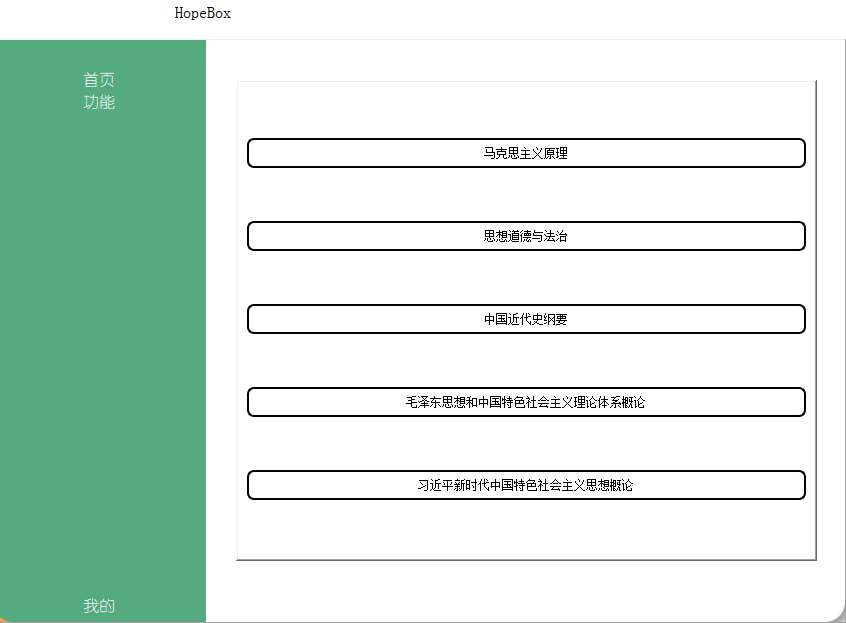 HopeBox
首页
功能
马克思主义原理
思想道德与法治
中国近代史纲要
毛泽东思想和中国特色社会主义理论体系概论
习近平新时代中国特色社会主义思想概论
我的